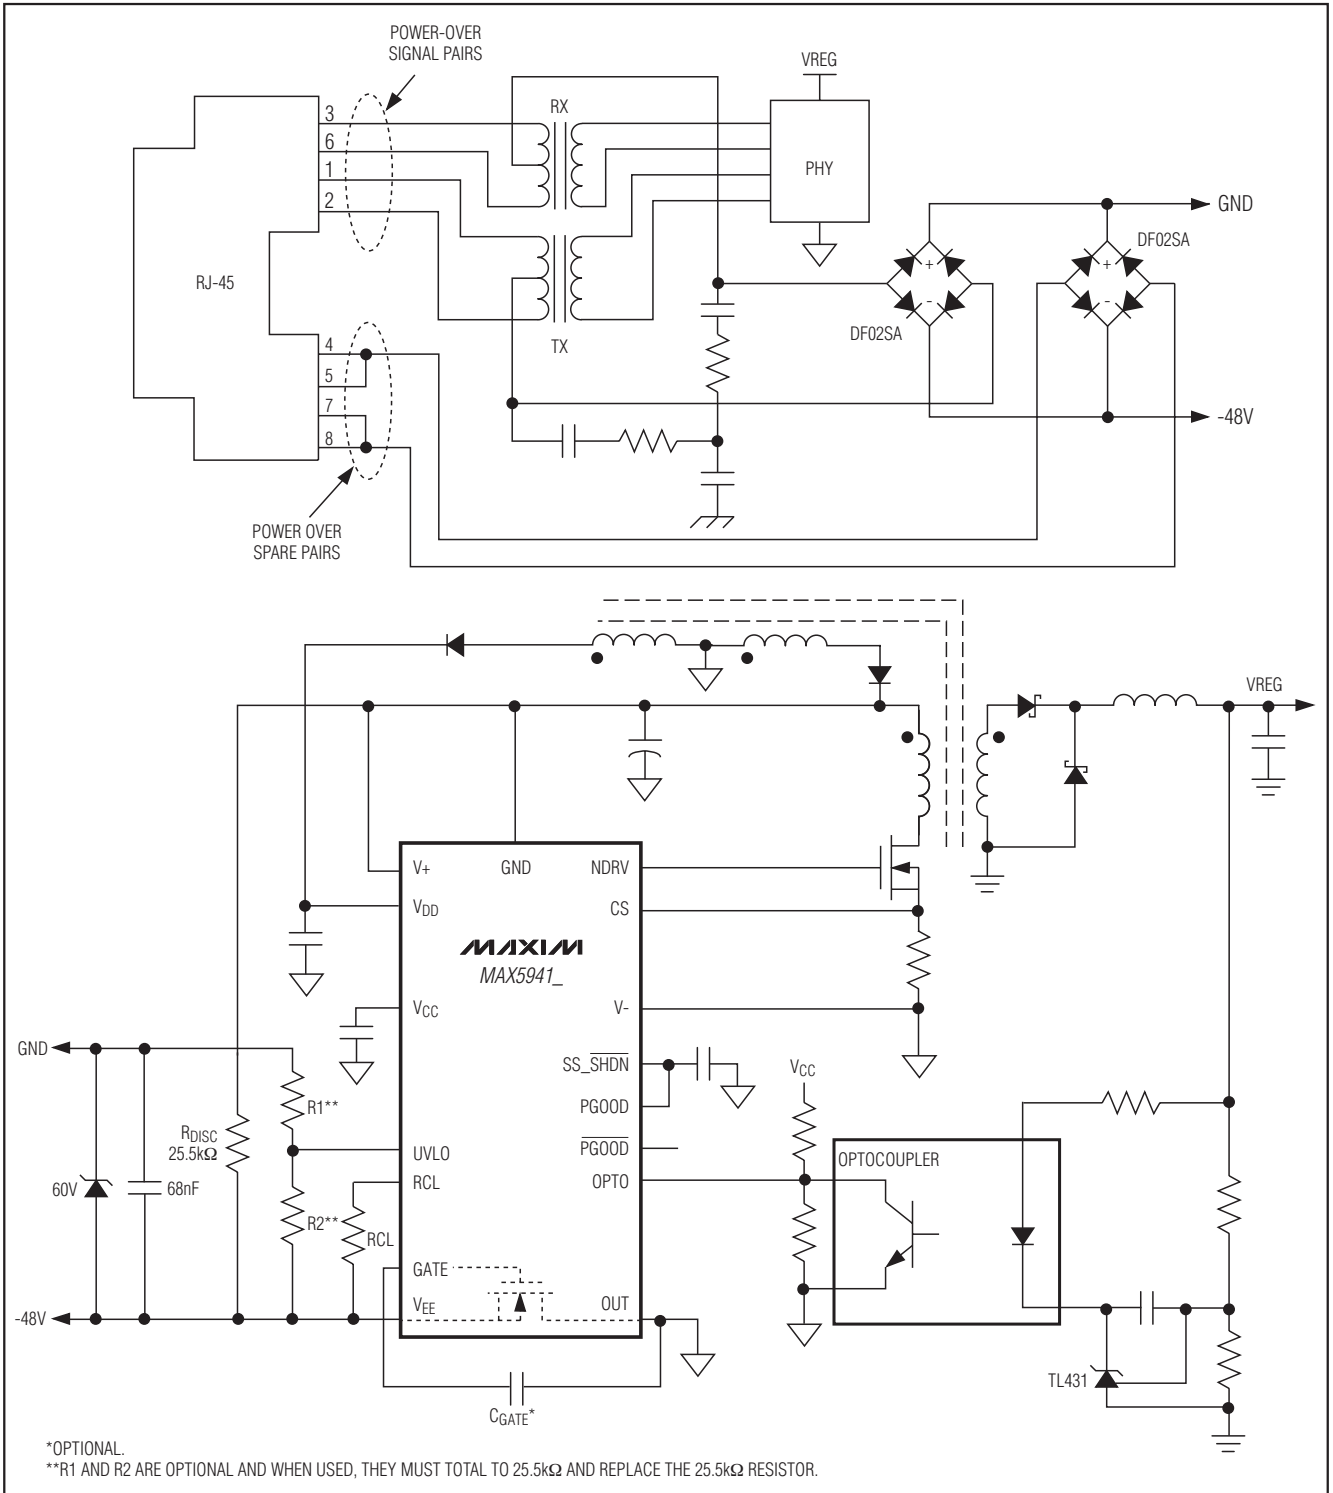 POWER-OVER
SIGNAL PAIRS
VREG
RX
3
6
1
2
PHY
GND
DF02SA
RJ-45
DF02SA
TX
4
5
7
8
-48V
POWER OVER
SPARE PAIRS
VREG
V+
GND
NDRV
VDD
CS
MAXIM
MAX5941_
VCC
V-
GND
SS_SHDN
VCC
R1**
PGOOD
RDISC
25.5kΩ
UVLO
PGOOD
OPTOCOUPLER
60V
68nF
RCL
OPTO
R2**
RCL
GATE
VEE
OUT
-48V
TL431
CGATE*
*OPTIONAL.
**R1 AND R2 ARE OPTIONAL AND WHEN USED, THEY MUST TOTAL TO 25.5kΩ AND REPLACE THE 25.5kΩ RESISTOR.
+
-
+
-